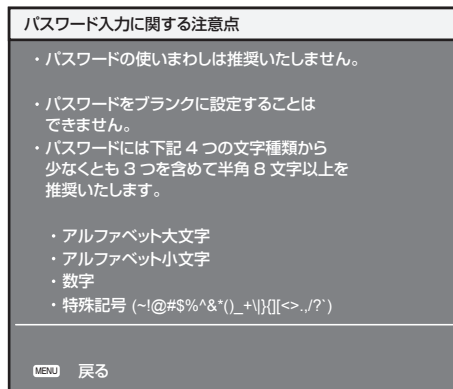 パスワード入力に関する注意点
・パスワードの使いまわしは推奨いたしません。
・パスワードをブランクに設定することは
できません。
・パスワードには下記 4 つの文字種類から
少なくとも 3 つを含めて半角 8 文字以上を
推奨いたします。
・アルファベット大文字
・アルファベット小文字
・数字
・特殊記号 (~!@#$%^&*()_+\|}{][<>.,/?`)
MENU 戻る